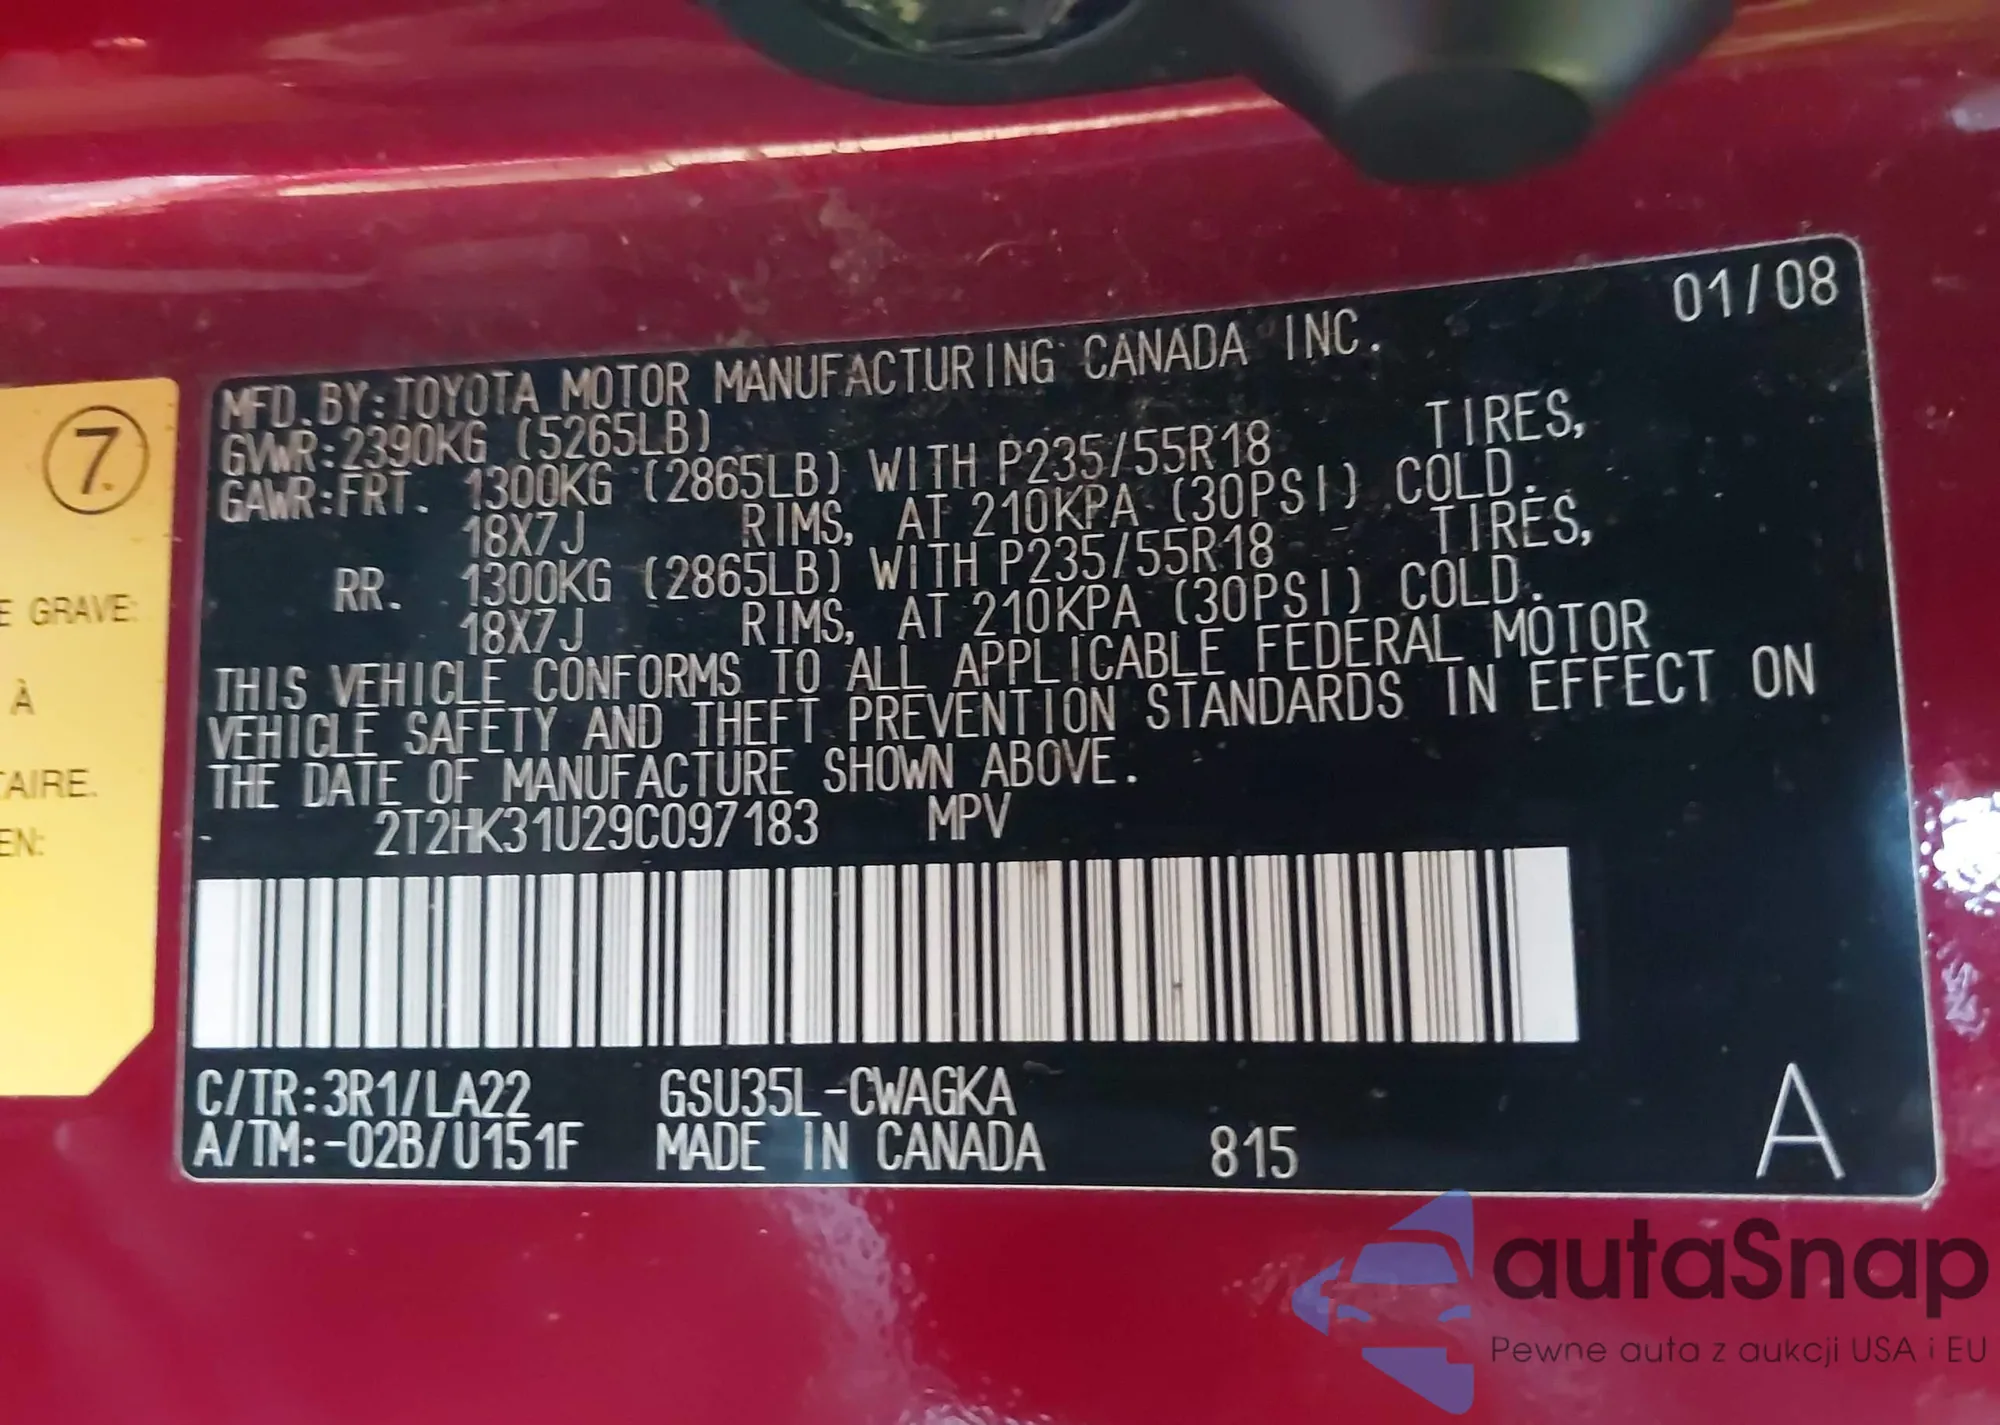 7
E GRAVE:
À
TAIRE.
EN:
01/08
MFD.BY:TOYOTA MOTOR MANUFACTURING CANADA INC.
GVWR:2390KG (5265LB)
GAWR:FRT. 1300KG (2865LB) WITH P235/55R18 TIRES,
18X7J RIMS, AT 210KPA (30PSI) COLD.
RR. 1300KG (2865LB) WITH P235/55R18 TIRES,
18X7J RIMS, AT 210KPA (30PSI) COLD.
THIS VEHICLE CONFORMS TO ALL APPLICABLE FEDERAL MOTOR
VEHICLE SAFETY AND THEFT PREVENTION STANDARDS IN EFFECT ON
THE DATE OF MANUFACTURE SHOWN ABOVE.
2T2HK31U29C097183 MPV
C/TR:3R1/LA22 GSU35L-CWAGKA
A/TM:-02B/U151F MADE IN CANADA 815 A
autaSnap
Pewne auta z aukcji USA i EU